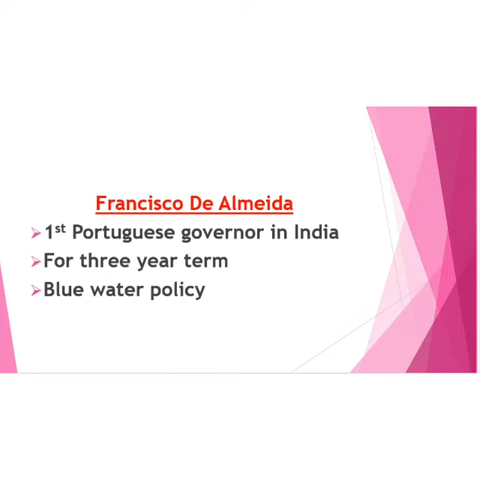 Francisco De Almeida
➢1st Portuguese governor in India
➢For three year term
➢Blue water policy